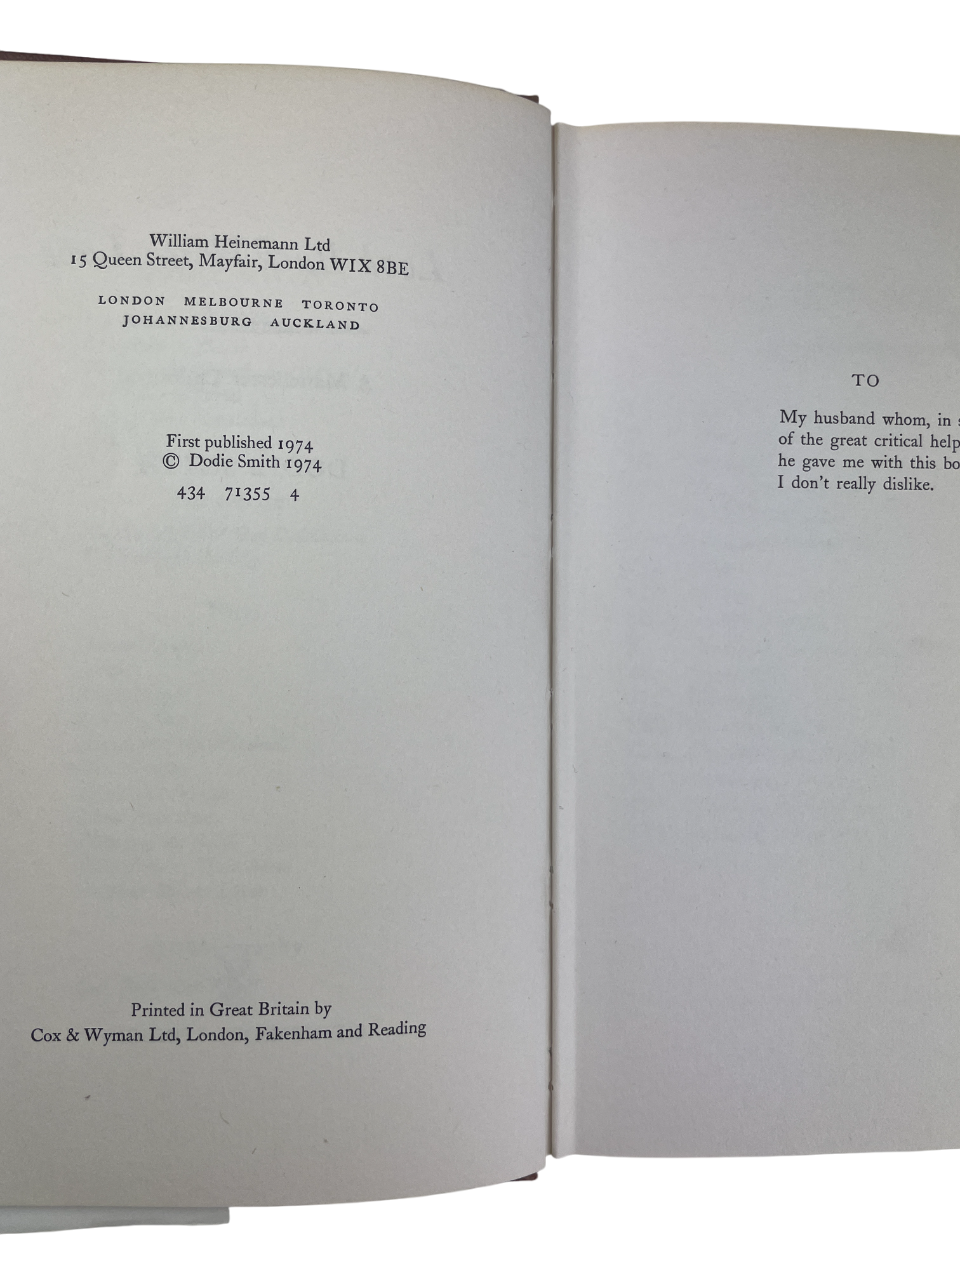 William Heinemann Ltd
15 Queen Street, Mayfair, London WIX 8BE
LONDON MELBOURNE TORONTO
JOHANNESBURG AUCKLAND
First published 1974
© Dodie Smith 1974
434 71355 4
Printed in Great Britain by
Cox & Wyman Ltd, London, Fakenham and Reading
TO
My husband whom, in
of the great critical help
he gave me with this
I don't really dislike.